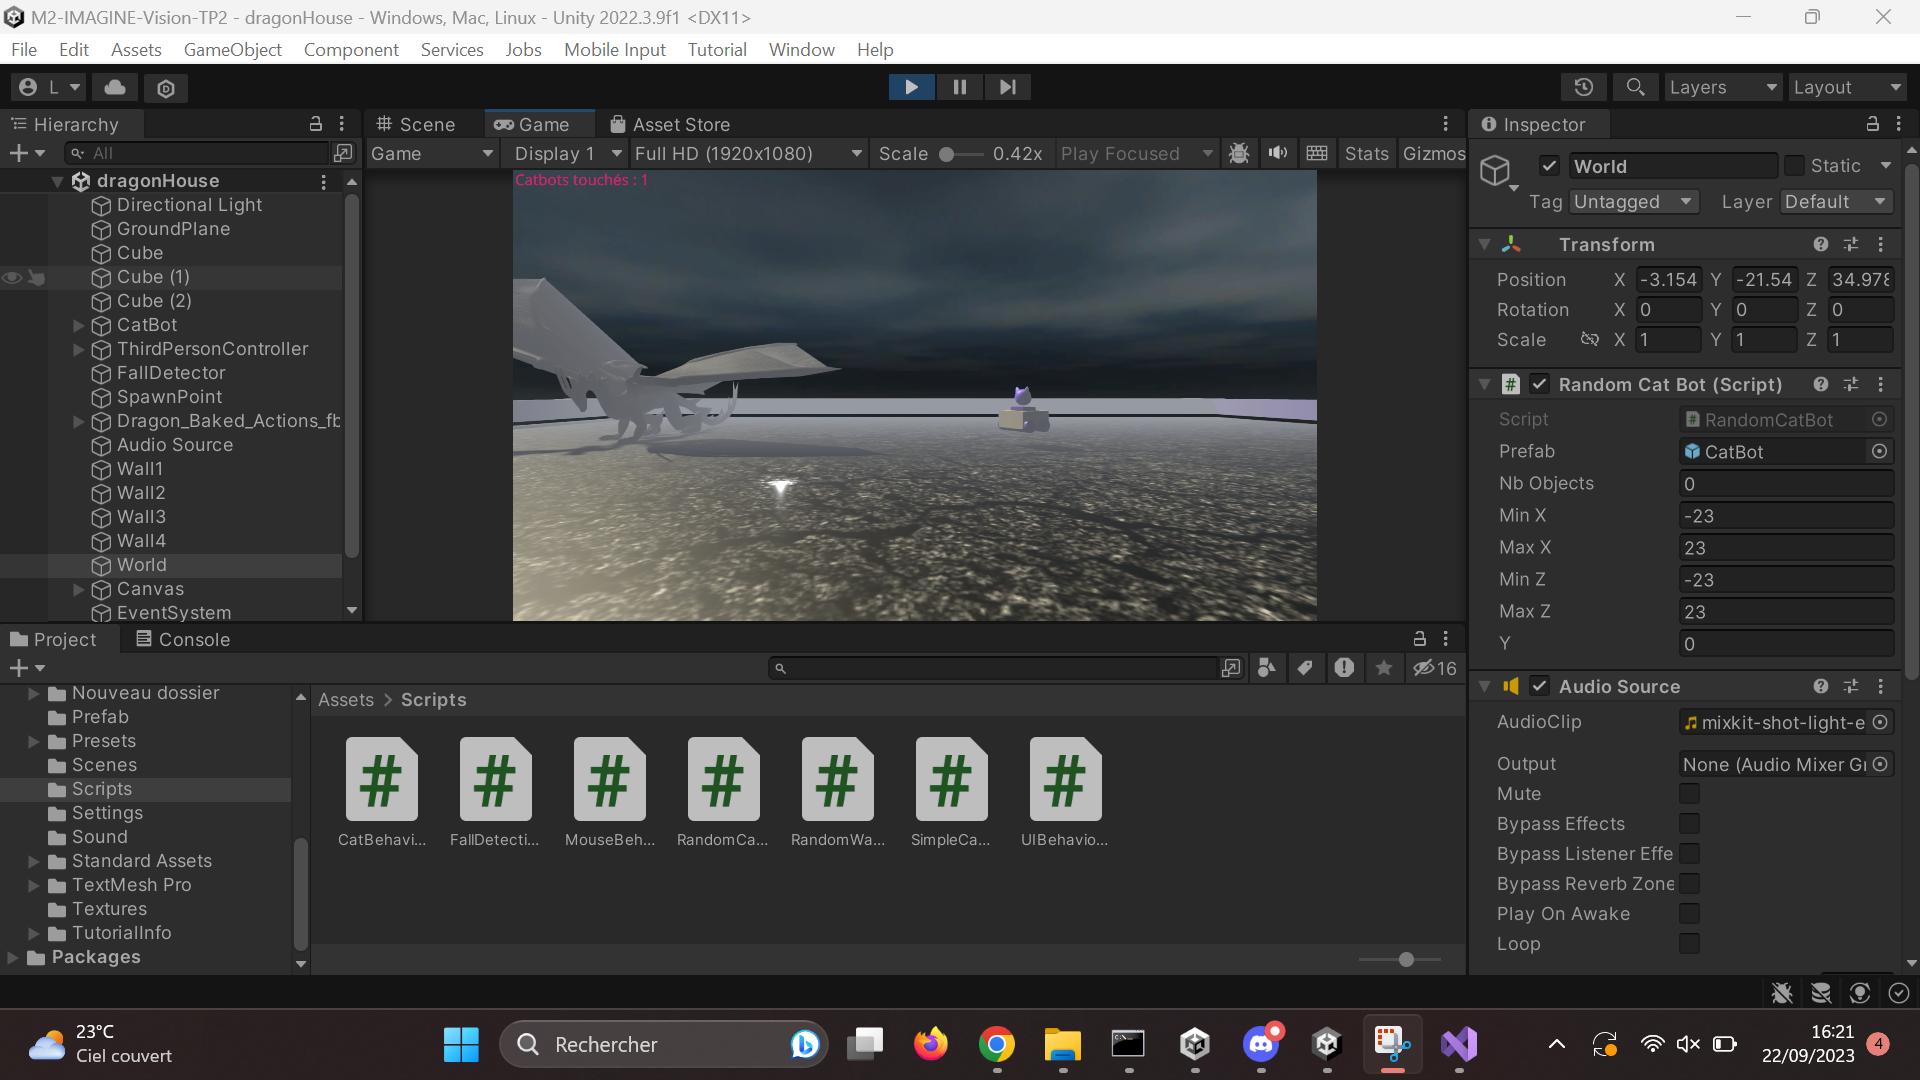 M2-IMAGINE-Vision-TP2 - dragonHouse - Windows, Mac, Linux - Unity 2022.3.9f1 <DX11>
File Edit Assets GameObject Component Services Jobs Mobile Input Tutorial Window Help
L Layers Layout
Hierarchy
All
dragonHouse
Directional Light
GroundPlane
Cube
Cube (1)
Cube (2)
CatBot
ThirdPersonController
FallDetector
SpawnPoint
Dragon_Baked_Actions_fb
Audio Source
Wall1
Wall2
Wall3
Wall4
World
Canvas
EventSystem
Scene Game Asset Store
Game Display 1 Full HD (1920x1080) Scale 0.42x Play Focused Stats Gizmos
Catbots touchés : 1
Inspector
World Static
Tag Untagged Layer Default
Transform
Position X -3.154 Y -21.54 Z 34.978
Rotation X 0 Y 0 Z 0
Scale X 1 Y 1 Z 1
# Random Cat Bot (Script)
Script # RandomCatBot
Prefab CatBot
Nb Objects 0
Min X -23
Max X 23
Min Z -23
Max Z 23
Y 0
Audio Source
AudioClip mixkit-shot-light-e
Output None (Audio Mixer Gr
Mute
Bypass Effects
Bypass Listener Effe
Bypass Reverb Zone
Play On Awake
Loop
Project Console
16
Nouveau dossier
Prefab
Presets
Scenes
Scripts
Settings
Sound
Standard Assets
TextMesh Pro
Textures
TutorialInfo
Packages
Assets > Scripts
# # # # # # #
CatBehavi... FallDetecti... MouseBeh... RandomCa... RandomWa... SimpleCa... UIBehavio...
23°C
Ciel couvert
Rechercher
16:21
22/09/2023
4